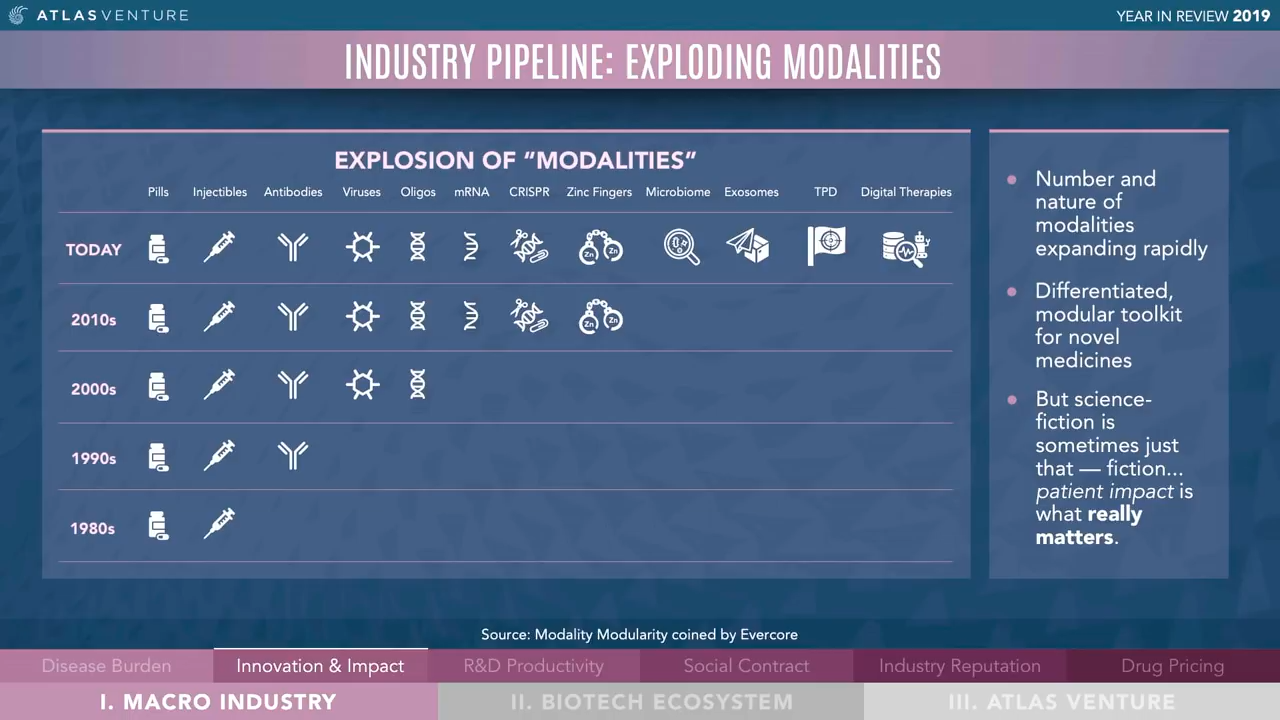 ATLAS VENTURE
YEAR IN REVIEW 2019
INDUSTRY PIPELINE: EXPLODING MODALITIES
EXPLOSION OF “MODALITIES”
Pills Injectibles Antibodies Viruses Oligos mRNA CRISPR Zinc Fingers Microbiome Exosomes TPD Digital Therapies
TODAY
Zn Zn
2010s
Zn Zn
2000s
1990s
1980s
Number and
nature of
modalities
expanding rapidly
Differentiated,
modular toolkit
for novel
medicines
But science-
fiction is
sometimes just
that — fiction...
patient impact is
what really
matters.
Source: Modality Modularity coined by Evercore
Disease Burden Innovation & Impact R&D Productivity Social Contract Industry Reputation Drug Pricing
I. MACRO INDUSTRY II. BIOTECH ECOSYSTEM III. ATLAS VENTURE